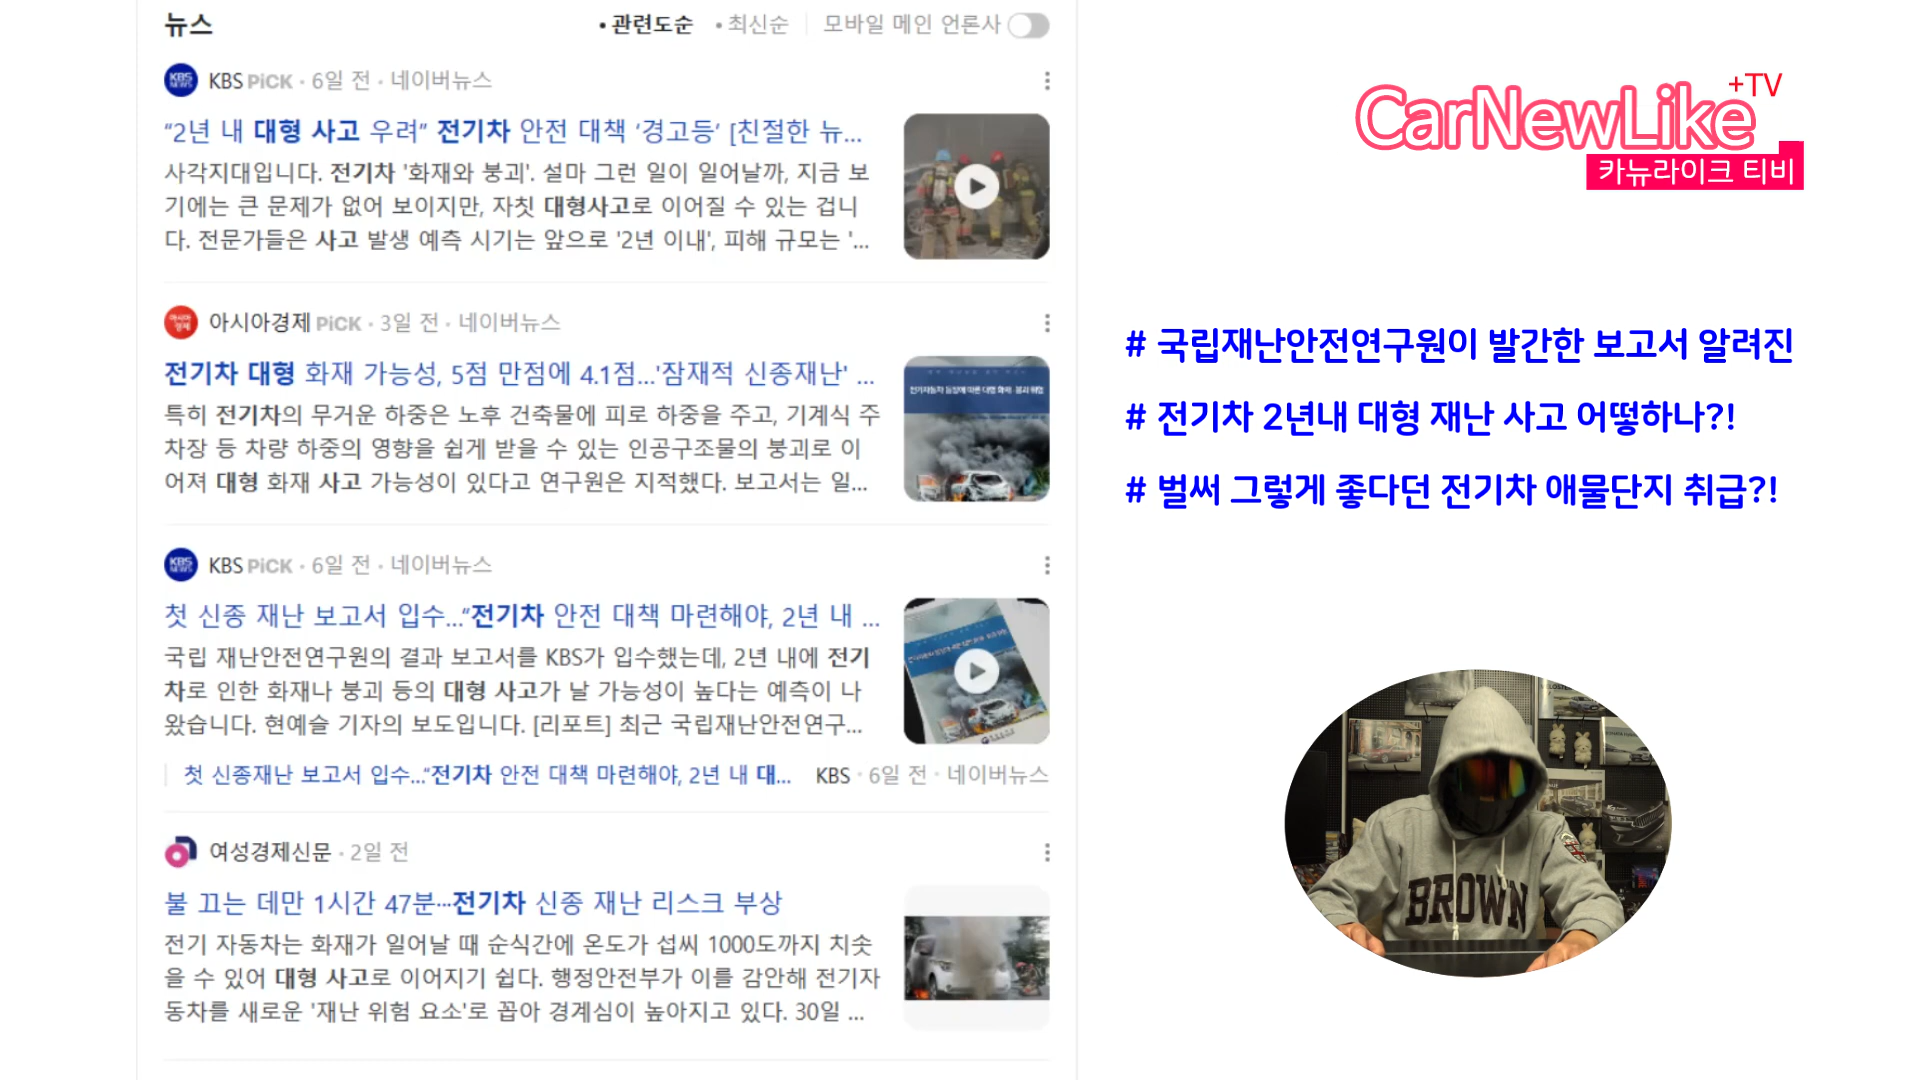 뉴스
• 관련도순 • 최신순 모바일 메인 언론사
KBS PiCK · 6일 전 · 네이버뉴스
“2년 내 대형 사고 우려” 전기차 안전 대책 ‘경고등’ [친절한 뉴...
사각지대입니다. 전기차 '화재와 붕괴'. 설마 그런 일이 일어날까, 지금 보
기에는 큰 문제가 없어 보이지만, 자칫 대형사고로 이어질 수 있는 겁니
다. 전문가들은 사고 발생 예측 시기는 앞으로 '2년 이내', 피해 규모는 '...
아시아경제 PiCK · 3일 전 · 네이버뉴스
전기차 대형 화재 가능성, 5점 만점에 4.1점...'잠재적 신종재난' ...
특히 전기차의 무거운 하중은 노후 건축물에 피로 하중을 주고, 기계식 주
차장 등 차량 하중의 영향을 쉽게 받을 수 있는 인공구조물의 붕괴로 이
어져 대형 화재 사고 가능성이 있다고 연구원은 지적했다. 보고서는 일...
KBS PiCK · 6일 전 · 네이버뉴스
첫 신종 재난 보고서 입수...“전기차 안전 대책 마련해야, 2년 내 ...
국립 재난안전연구원의 결과 보고서를 KBS가 입수했는데, 2년 내에 전기
차로 인한 화재나 붕괴 등의 대형 사고가 날 가능성이 높다는 예측이 나
왔습니다. 현예슬 기자의 보도입니다. [리포트] 최근 국립재난안전연구...
첫 신종재난 보고서 입수...“전기차 안전 대책 마련해야, 2년 내 대... KBS · 6일 전 · 네이버뉴스
여성경제신문 · 2일 전
불 끄는 데만 1시간 47분···전기차 신종 재난 리스크 부상
전기 자동차는 화재가 일어날 때 순식간에 온도가 섭씨 1000도까지 치솟
을 수 있어 대형 사고로 이어지기 쉽다. 행정안전부가 이를 감안해 전기자
동차를 새로운 '재난 위험 요소'로 꼽아 경계심이 높아지고 있다. 30일 ...
CarNewLike +TV
카뉴라이크 티비
# 국립재난안전연구원이 발간한 보고서 알려진
# 전기차 2년내 대형 재난 사고 어떻하나?!
# 벌써 그렇게 좋다던 전기차 애물단지 취급?!
BROWN